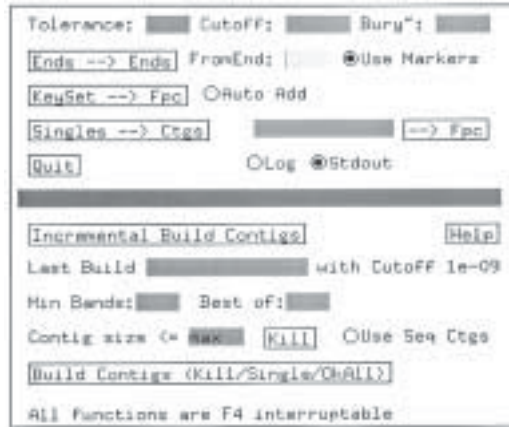 Tolerance: Cutoff: Bury~:
Ends --> Ends FromEnd: Use Markers
KeySet --> Fpc Auto Add
Singles --> Ctgs --> Fpc
Quit Log Stdout
Incremental Build Contigs Help
Last Build with Cutoff 1e-09
Min Bands: Best of:
Contig size <= max Kill Use Seq Ctgs
Build Contigs (Kill/Single/OkAll)
All functions are F4 interruptable